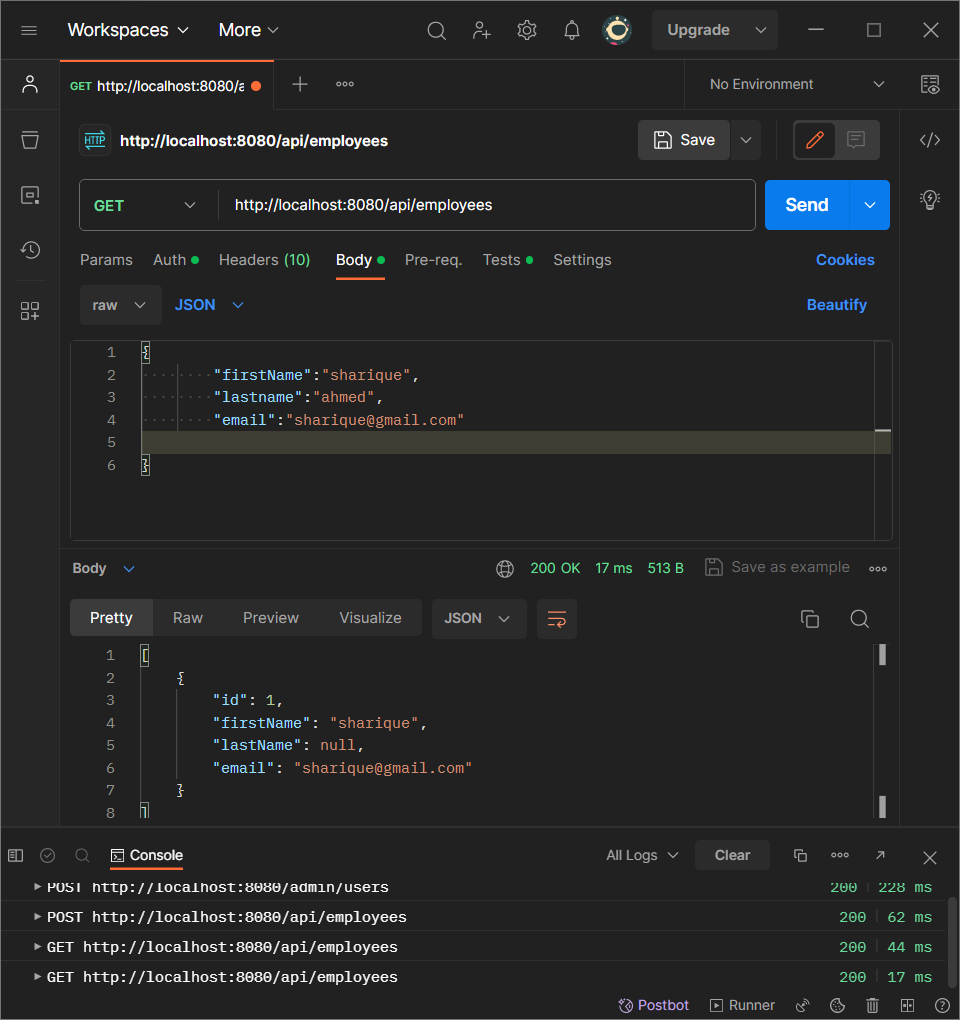 Workspaces More Upgrade
GET http://localhost:8080/a No Environment
HTTP http://localhost:8080/api/employees Save
GET http://localhost:8080/api/employees Send
Params Auth Headers (10) Body Pre-req. Tests Settings Cookies
raw JSON Beautify
1 {
2 "firstName":"sharique",
3 "lastname":"ahmed",
4 "email":"sharique@gmail.com"
5
6 }
Body 200 OK 17 ms 513 B Save as example
Pretty Raw Preview Visualize JSON
1 [
2 {
3 "id": 1,
4 "firstName": "sharique",
5 "lastName": null,
6 "email": "sharique@gmail.com"
7 }
8 ]
Console All Logs Clear
POST http://localhost:8080/admin/users 200 228 ms
POST http://localhost:8080/api/employees 200 62 ms
GET http://localhost:8080/api/employees 200 44 ms
GET http://localhost:8080/api/employees 200 17 ms
Postbot Runner